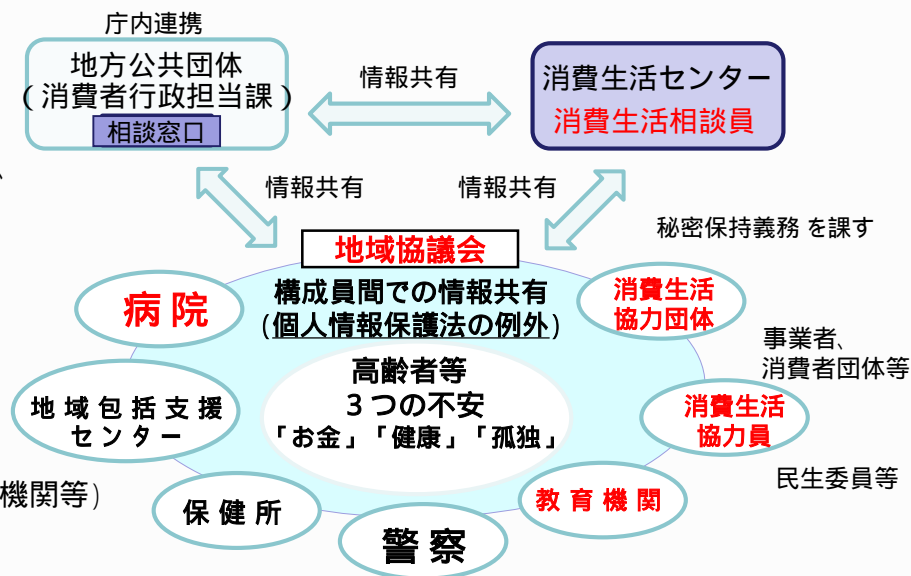 庁内連携
地方公共団体
(消費者行政担当課)
相談窓口
情報共有
消費生活センター
消費生活相談員
、
情報共有
情報共有
秘密保持義務 を課す
地域協議会
構成員間での情報共有
(個人情報保護法の例外)
病院
消費生活
協力団体
事業者、
消費者団体等
高齢者等
3つの不安
「お金」「健康」「孤独」
地域包括支援
センター
消費生活
協力員
民生委員等
機関等)
保健所
教育機関
警察